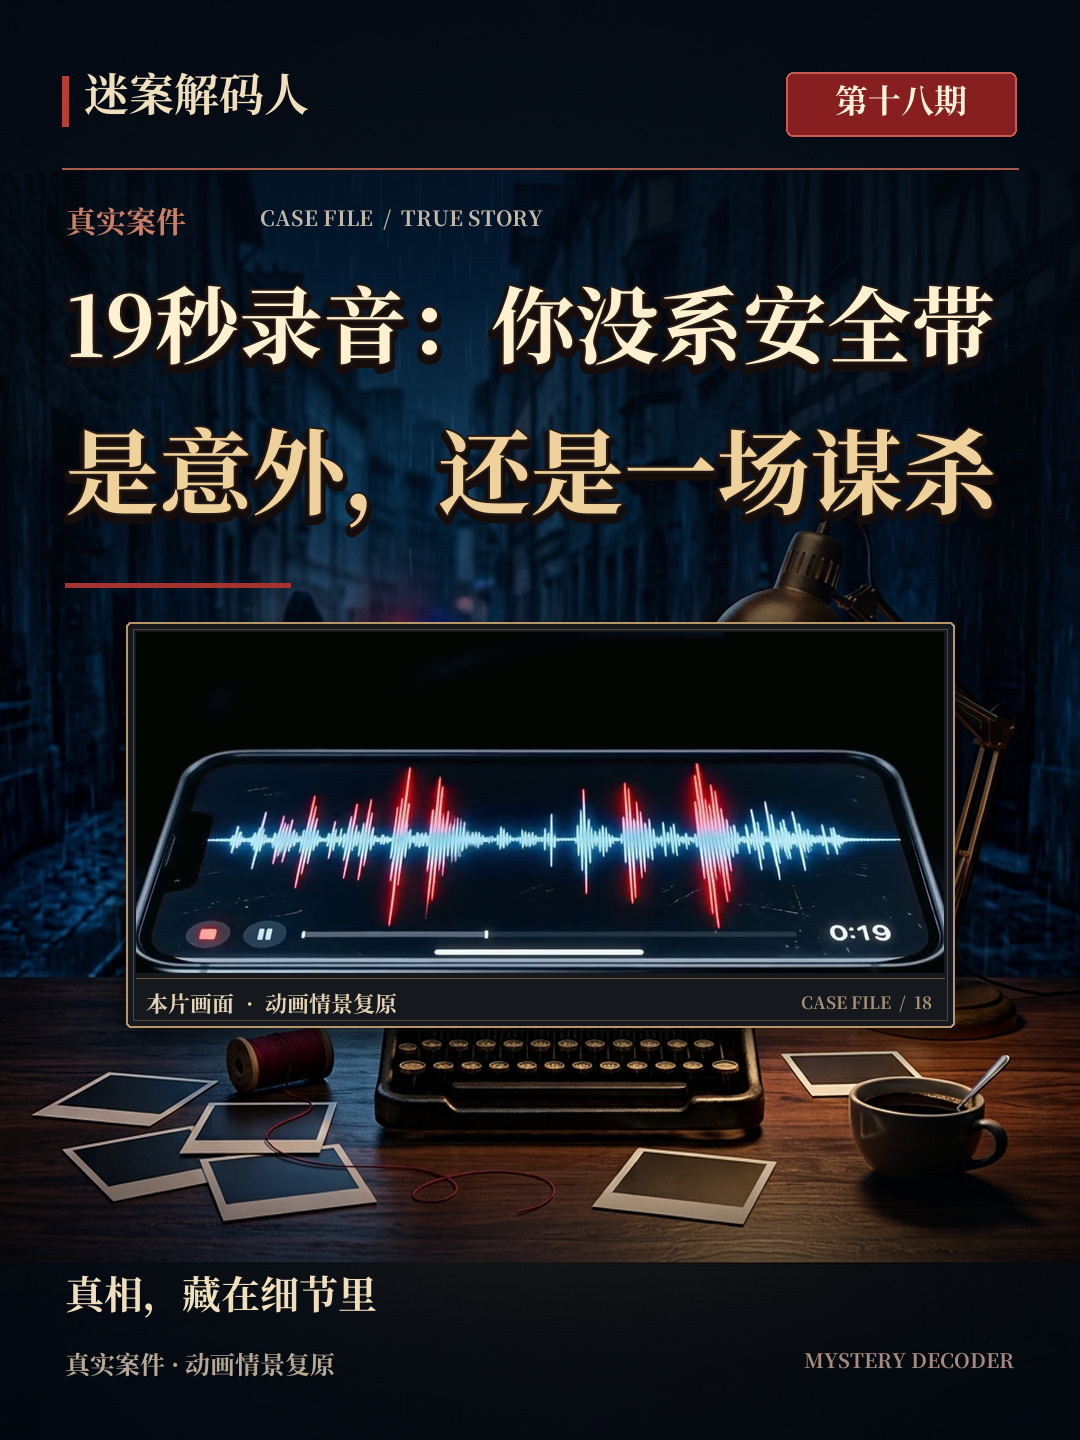 迷案解码人
第十八期
真实案件
CASE FILE / TRUE STORY
19秒录音：你没系安全带
是意外，还是一场谋杀
0:19
本片画面 · 动画情景复原
CASE FILE / 18
真相，藏在细节里
真实案件 · 动画情景复原
MYSTERY DECODER